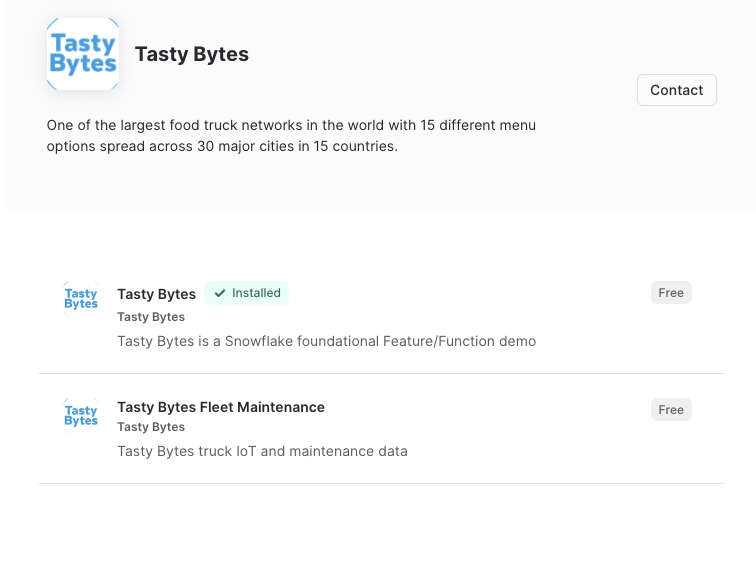 Tasty
Bytes
Tasty Bytes
Contact
One of the largest food truck networks in the world with 15 different menu
options spread across 30 major cities in 15 countries.
Tasty
Bytes
Tasty Bytes
Installed
Free
Tasty Bytes
Tasty Bytes is a Snowflake foundational Feature/Function demo
Tasty
Bytes
Tasty Bytes Fleet Maintenance
Free
Tasty Bytes
Tasty Bytes truck IoT and maintenance data